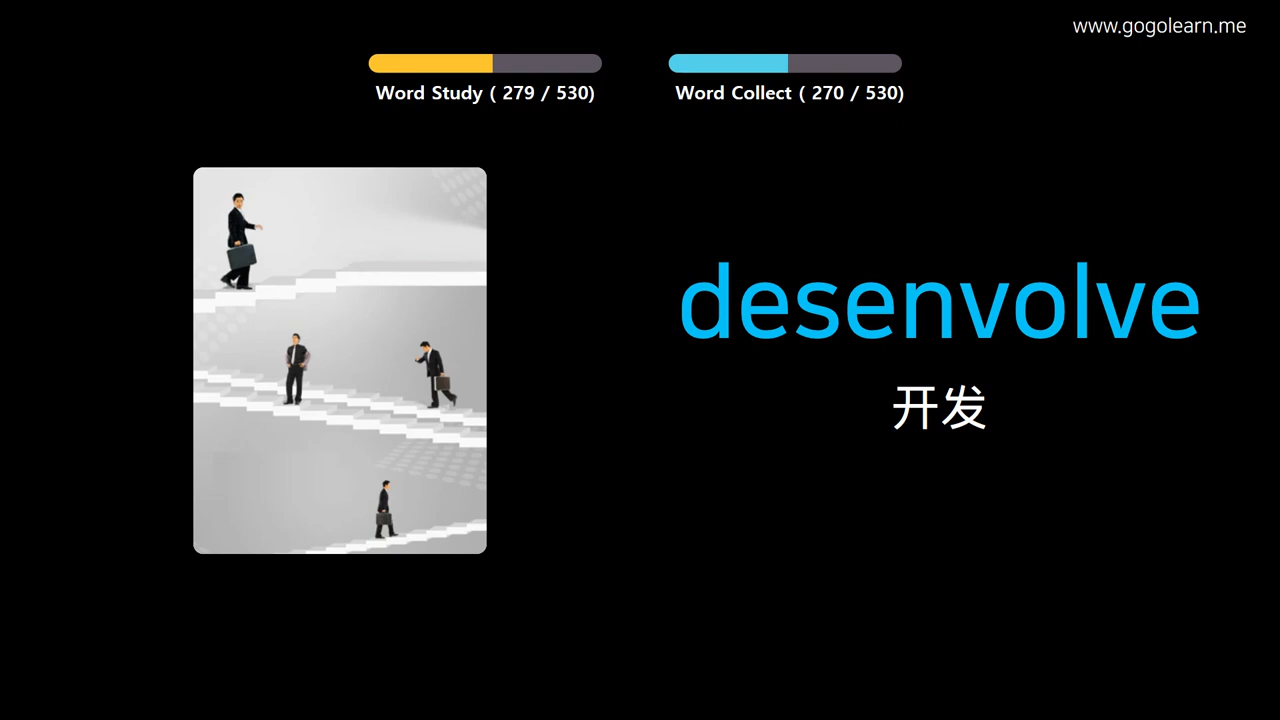 www.gogolearn.me
Word Study ( 279 / 530)
Word Collect ( 270 / 530)
desenvolve
开发